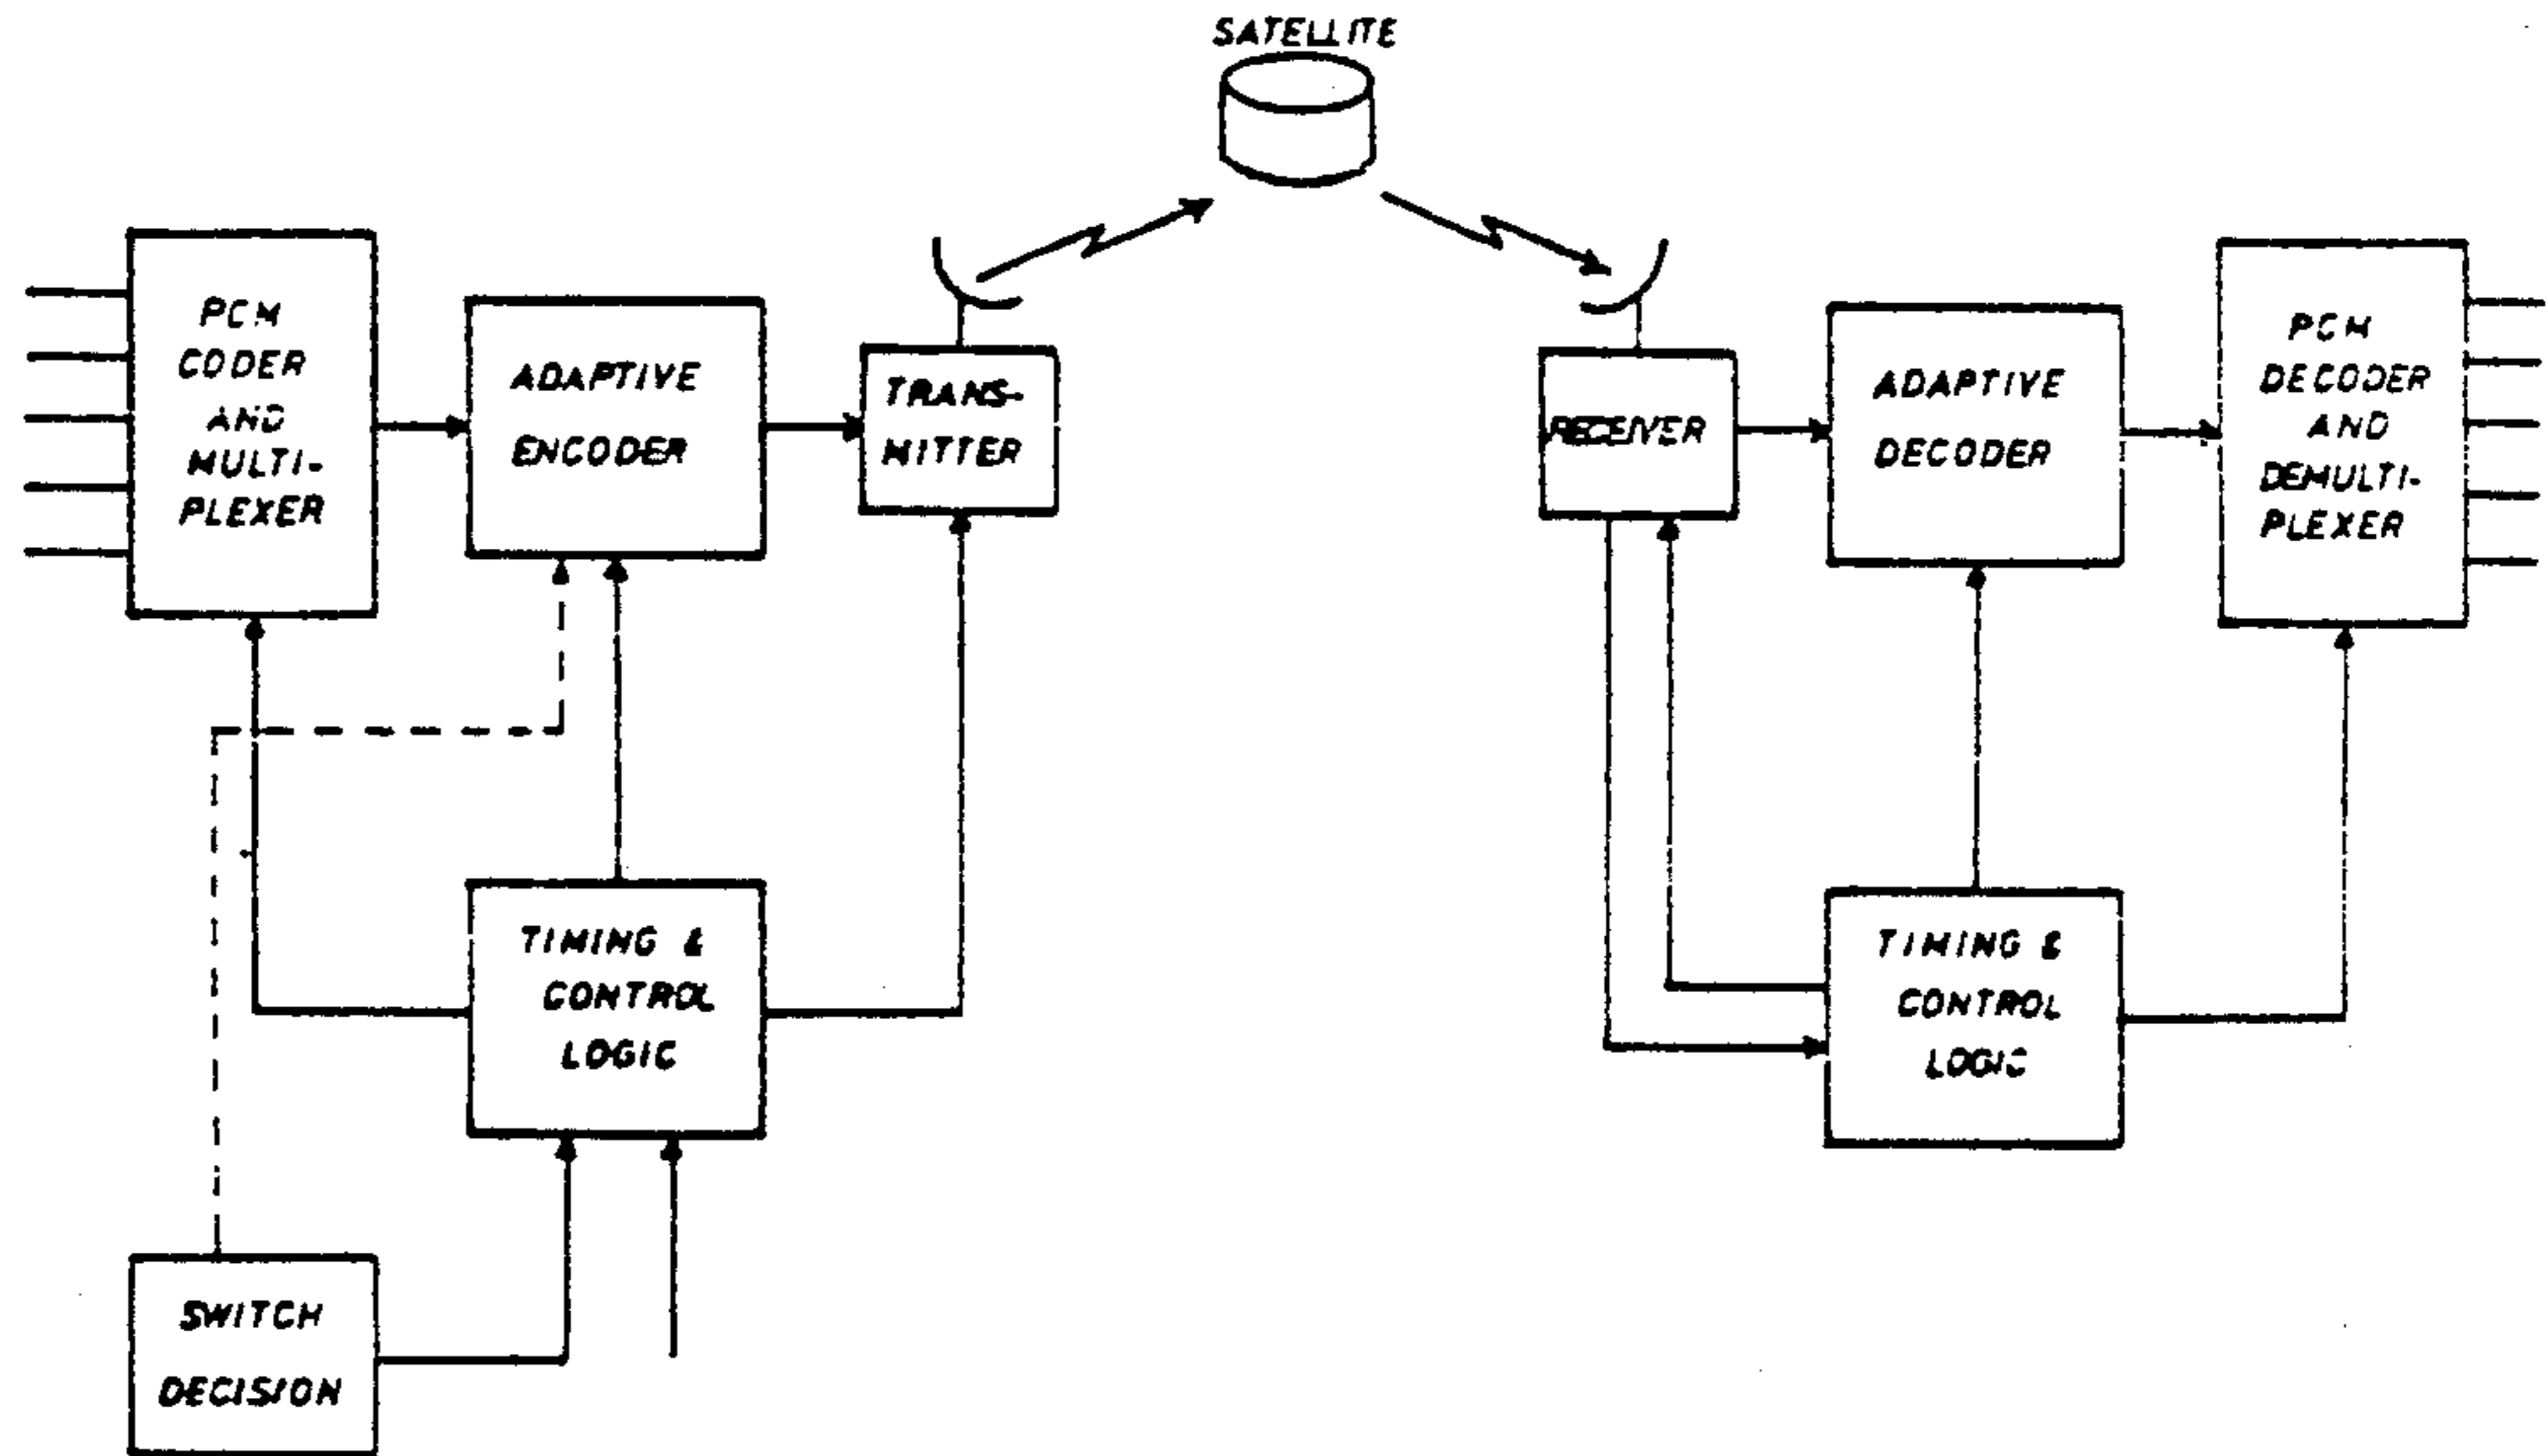 SATELLITE
PCM
CODER
AND
MULTI-
PLEXER
ADAPTIVE
ENCODER
TRANS-
MITTER
RECEIVER
ADAPTIVE
DECODER
PCM
DECODER
AND
DEMULTI-
PLEXER
TIMING &
CONTROL
LOGIC
TIMING &
CONTROL
LOGIC
SWITCH
DECISION